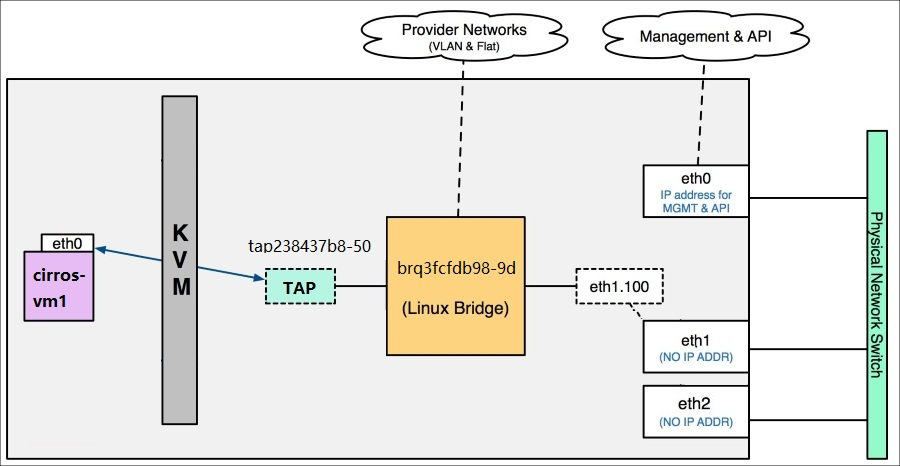 Provider Networks
(VLAN & Flat)
Management & API
eth0
IP address for
MGMT & API
K
V
M
tap238437b8-50
eth0
cirros-
vm1
TAP
brq3fcfdb98-9d
(Linux Bridge)
eth1.100
eth1
(NO IP ADDR)
eth2
(NO IP ADDR)
Physical Network Switch